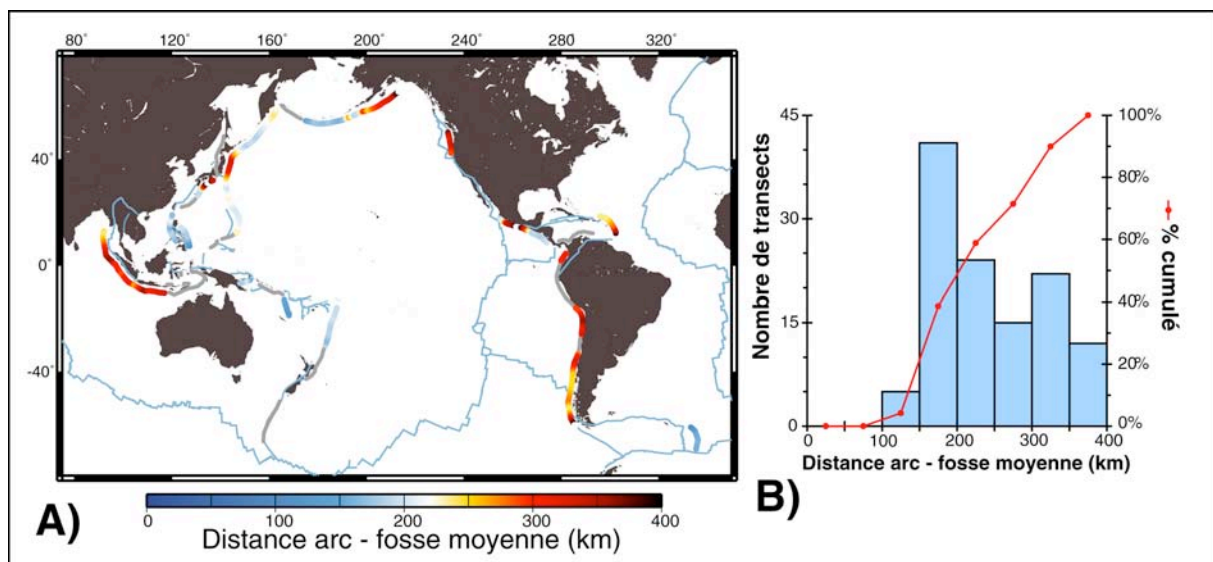 80° 120° 160° 200° 240° 280° 320°
40°
0°
-40°
A)
0 100 200 300 400
Distance arc - fosse moyenne (km)
Nombre de transects
45
30
15
0
100%
80%
60%
40%
20%
0%
% cumulé
0 100 200 300 400
Distance arc - fosse moyenne (km)
B)